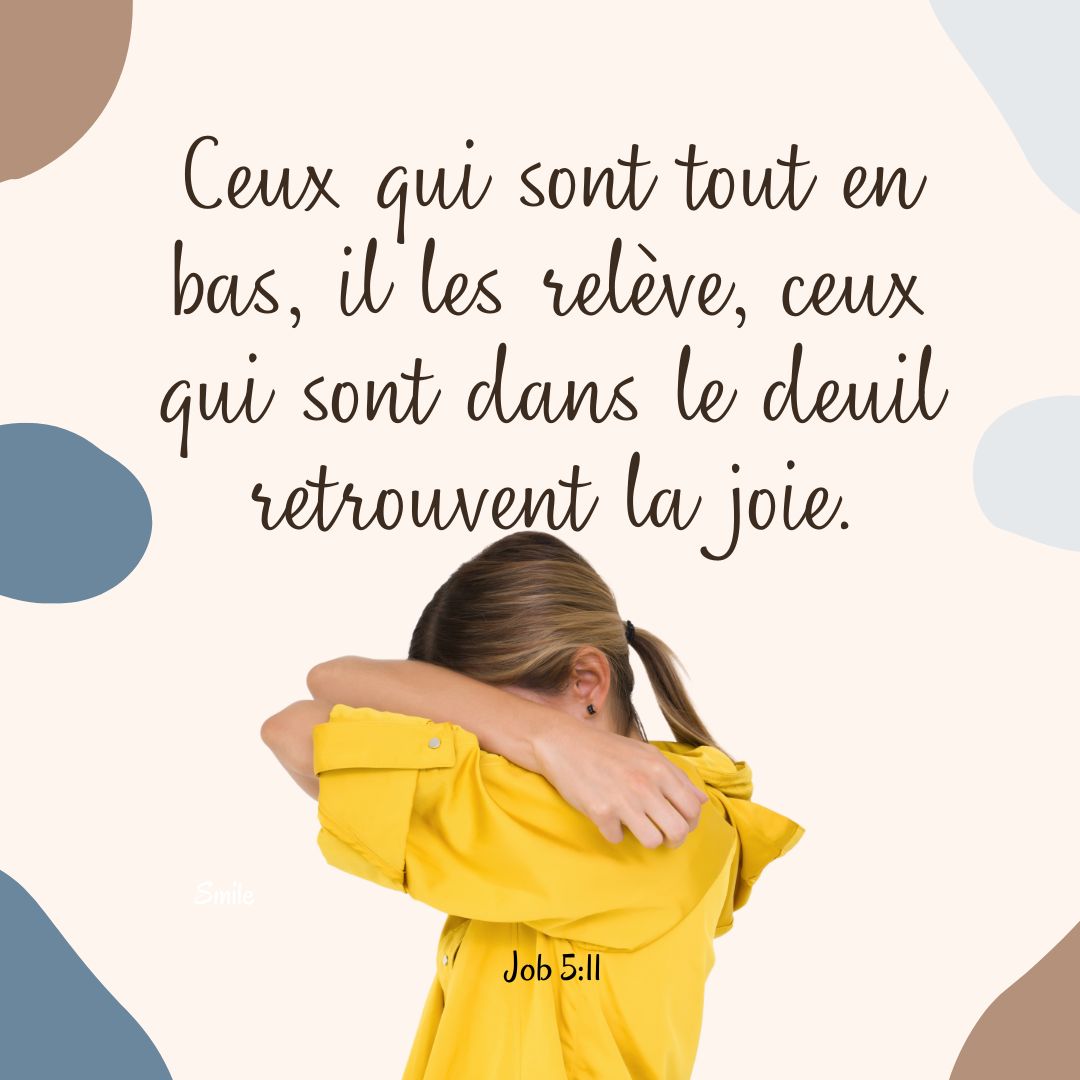 Ceux qui sont tout en
bas, il les relève, ceux
qui sont dans le deuil
retrouvent la joie.
Smile
Job 5:11